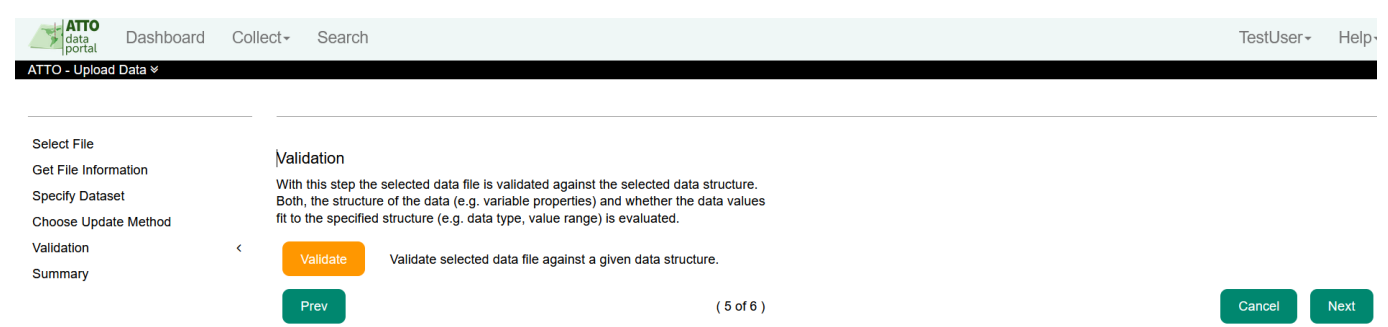 ATTO
data
portal
Dashboard Collect Search TestUser Help
ATTO - Upload Data
Select File
Get File Information
Specify Dataset
Choose Update Method
Validation
Summary
Validation
With this step the selected data file is validated against the selected data structure.
Both, the structure of the data (e.g. variable properties) and whether the data values
fit to the specified structure (e.g. data type, value range) is evaluated.
Validate Validate selected data file against a given data structure.
Prev ( 5 of 6 ) Cancel Next